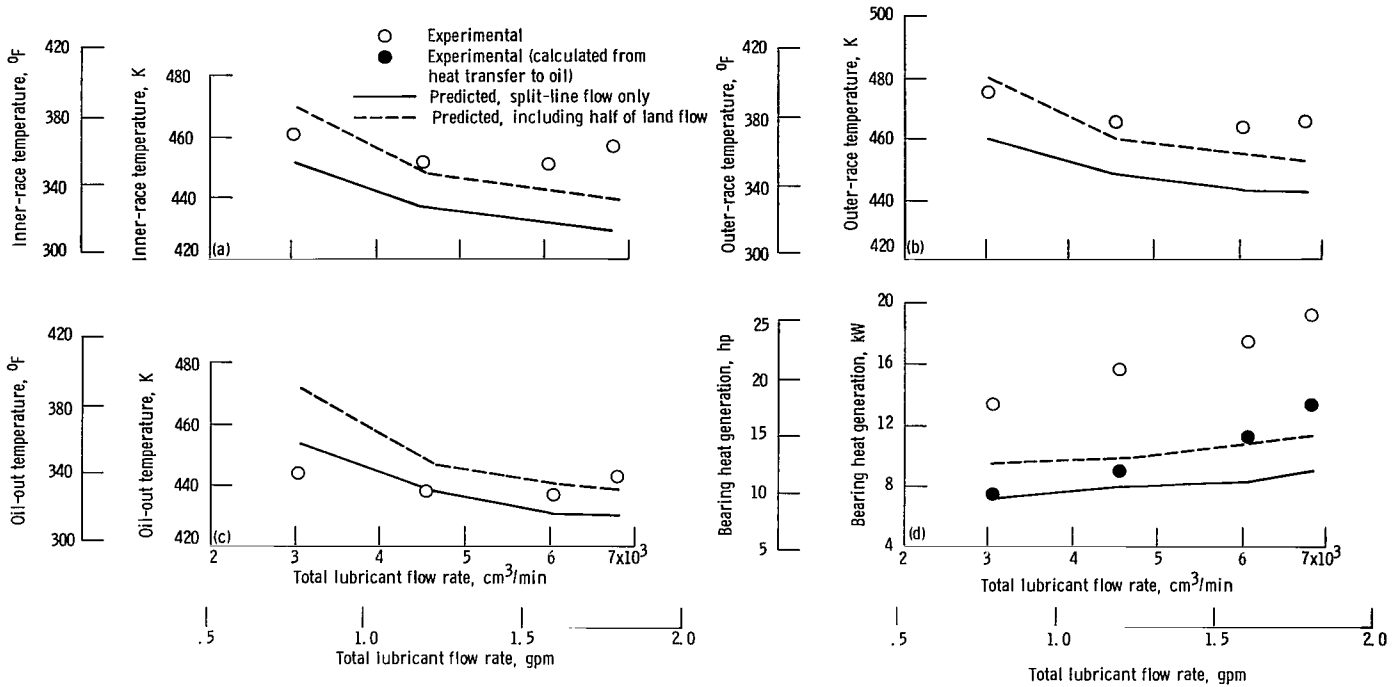 Experimental
Experimental (calculated from
heat transfer to oil)
Predicted, split-line flow only
Predicted, including half of land flow
Inner-race temperature, °F
420
380
340
300
Inner-race temperature, K
480
460
440
420
(a)
Outer-race temperature, °F
420
380
340
300
Outer-race temperature, K
500
480
460
440
420
(b)
Oil-out temperature, °F
420
380
340
300
Oil-out temperature, K
480
460
440
420
(c)
2 3 4 5 6 7x10³
Total lubricant flow rate, cm³/min
.5 1.0 1.5 2.0
Total lubricant flow rate, gpm
Bearing heat generation, hp
25
20
15
10
5
Bearing heat generation, kW
20
16
12
8
4
(d)
2 3 4 5 6 7x10³
Total lubricant flow rate, cm³/min
.5 1.0 1.5 2.0
Total lubricant flow rate, gpm